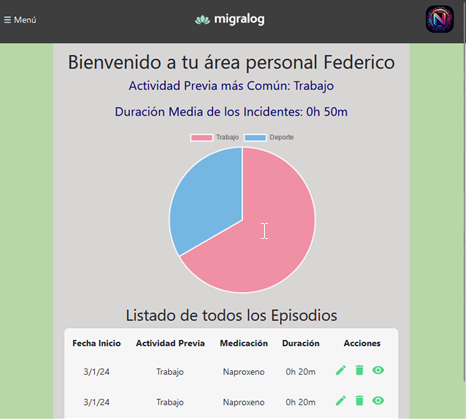 ☰ Menú
migralog
Bienvenido a tu área personal Federico
Actividad Previa más Común: Trabajo
Duración Media de los Incidentes: 0h 50m
Trabajo Deporte
Listado de todos los Episodios
Fecha Inicio Actividad Previa Medicación Duración Acciones
3/1/24 Trabajo Naproxeno 0h 20m
3/1/24 Trabajo Naproxeno 0h 20m